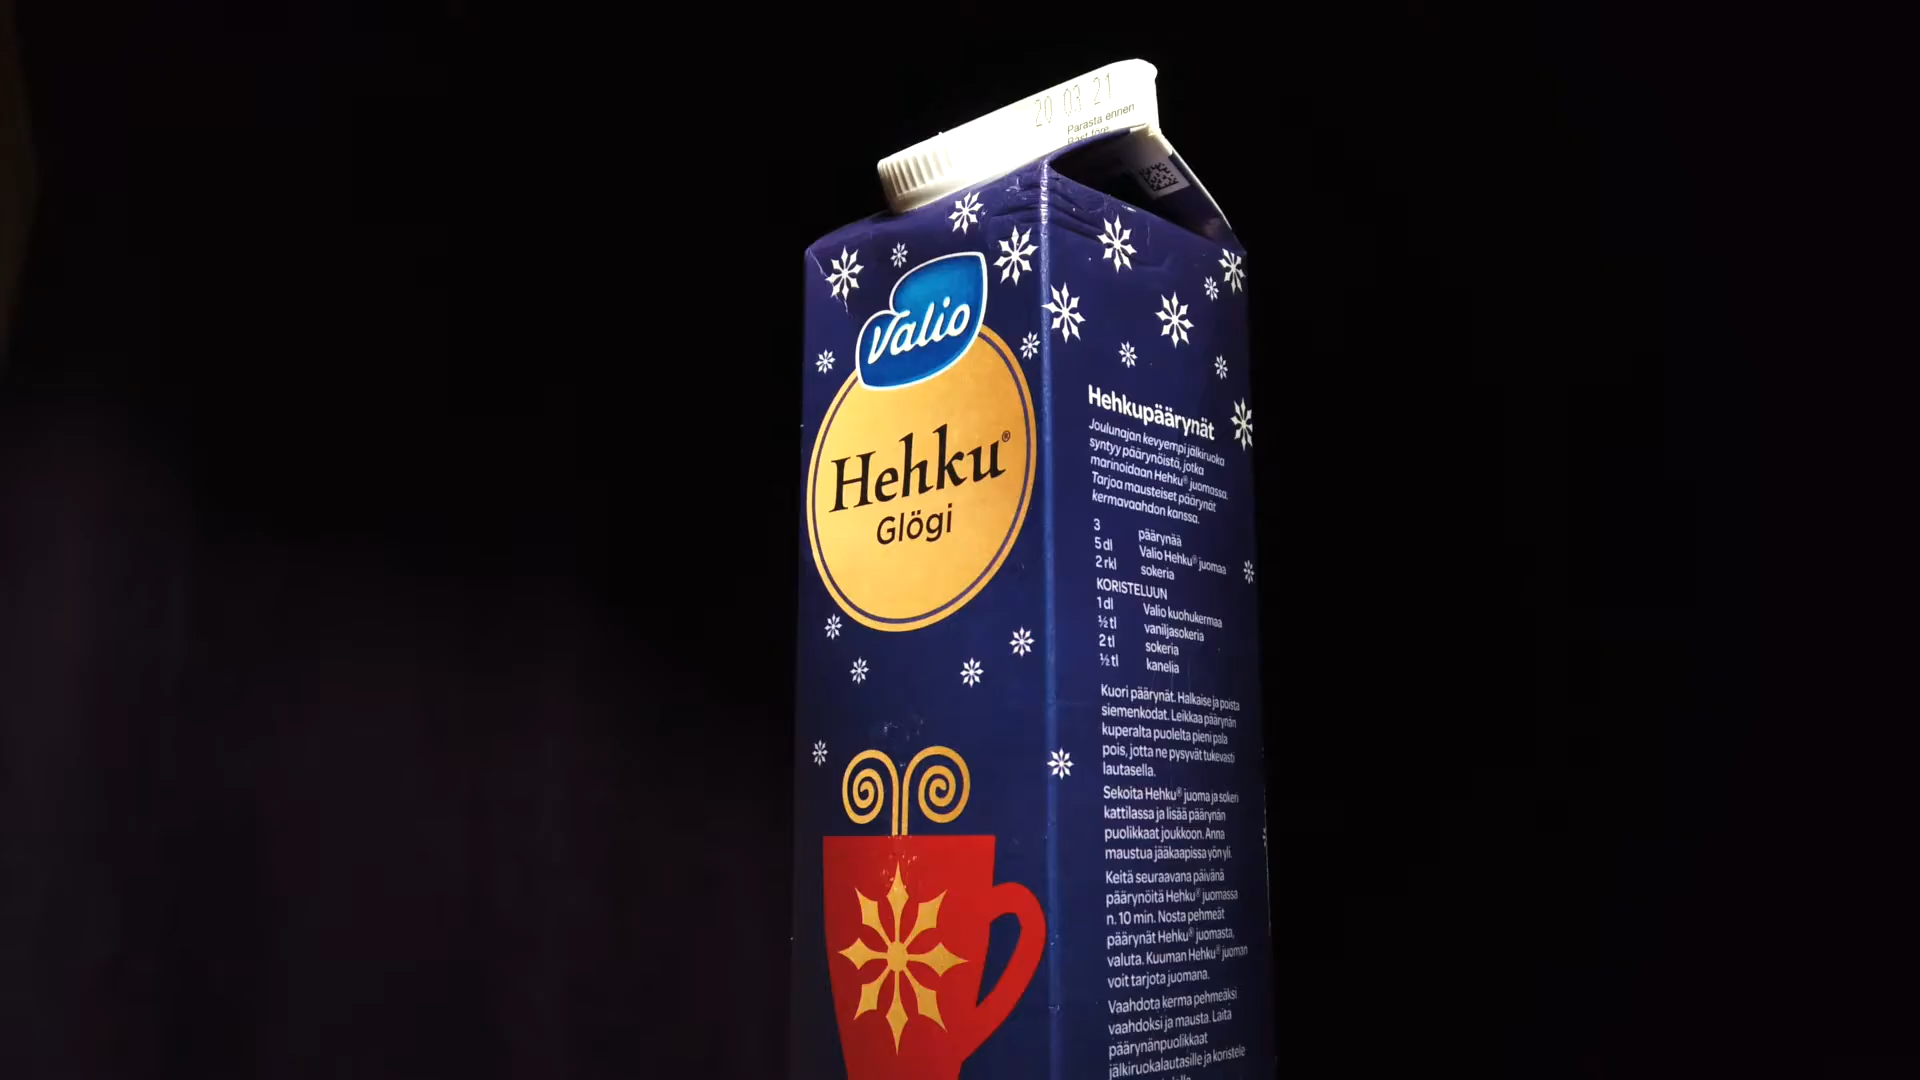 20 03 21
Parasta ennen
Bäst före
Valio
Hehku®
Glögi
Hehkupäärynät
Joulunajan kevyempi jälkiruoka
syntyy päärynöistä, jotka
marinoidaan Hehku® juomassa.
Tarjoa mausteiset päärynät
kermavaahdon kanssa.
3 päärynää
5 dl Valio Hehku® juomaa
2 rkl sokeria
KORISTELUUN
1 dl Valio kuohukermaa
½ tl vaniljasokeria
2 tl sokeria
½ tl kanelia
Kuori päärynät. Halkaise ja poista
siemenkodat. Leikkaa päärynän
kuperalta puolelta pieni pala
pois, jotta ne pysyvät tukevasti
lautasella.
Sekoita Hehku® juoma ja sokeri
kattilassa ja lisää päärynän
puolikkaat joukkoon. Anna
maustua jääkaapissa yön yli.
Keitä seuraavana päivänä
päärynöitä Hehku® juomassa
n. 10 min. Nosta pehmeät
päärynät Hehku® juomasta,
valuta. Kuuman Hehku® juoman
voit tarjota juomana.
Vaahdota kerma pehmeäksi
vaahdoksi ja mausta. Laita
päärynänpuolikkaat
jälkiruokalautasille ja koristele